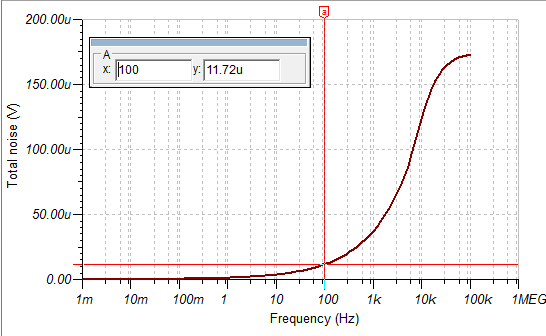 a
200.00u
A
x: 100 y: 11.72u
150.00u
Total noise (V)
100.00u
50.00u
0.00
1m 10m 100m 1 10 100 1k 10k 100k 1MEG
Frequency (Hz)